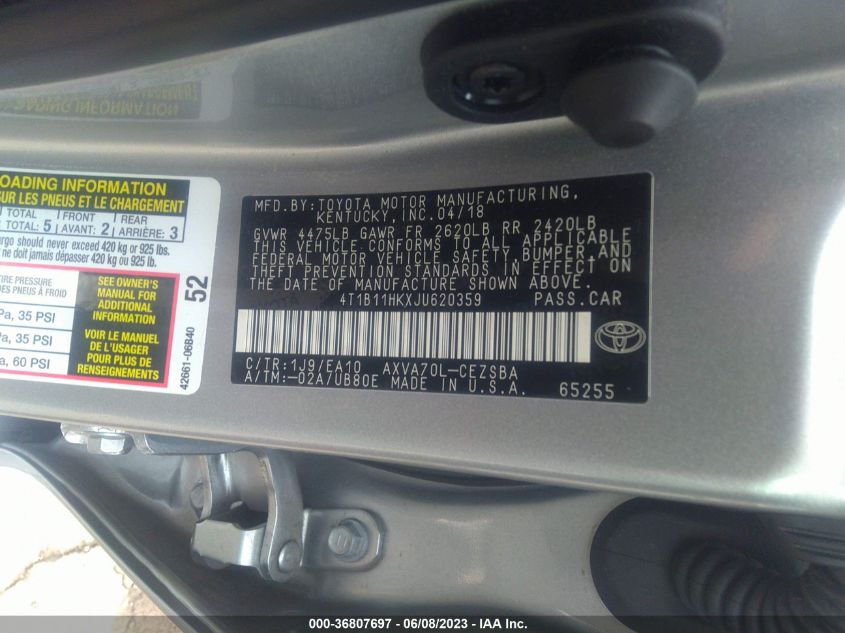 LOADING INFORMATION
SUR LES PNEUS ET LE CHARGEMENT
TOTAL FRONT REAR
TOTAL: 5 AVANT: 2 ARRIÈRE: 3
should never exceed 420 kg or 925 lbs.
ne doit jamais dépasser 420 kg ou 925 lb.
TIRE PRESSURE
DES PNEUS À FROID
35 PSI
35 PSI
60 PSI
SEE OWNER'S
MANUAL FOR
ADDITIONAL
INFORMATION
VOIR LE MANUEL
DE L'USAGER
POUR PLUS DE
RENSEIGNEMENTS
52
42661-06B40
MFD.BY:TOYOTA MOTOR MANUFACTURING,
KENTUCKY, INC.04/18
GVWR 4475LB GAWR FR 2620LB RR 2420LB
THIS VEHICLE CONFORMS TO ALL APPLICABLE
FEDERAL MOTOR VEHICLE SAFETY,BUMPER,AND
THEFT PREVENTION STANDARDS IN EFFECT ON
THE DATE OF MANUFACTURE SHOWN ABOVE.
4T1B11HKXJU620359 PASS.CAR
C/TR:1J9/EA10 AXVA70L-CEZSBA
A/TM:-02A/UB80E MADE IN U.S.A.
65255
000-36807697 - 06/08/2023 - IAA Inc.